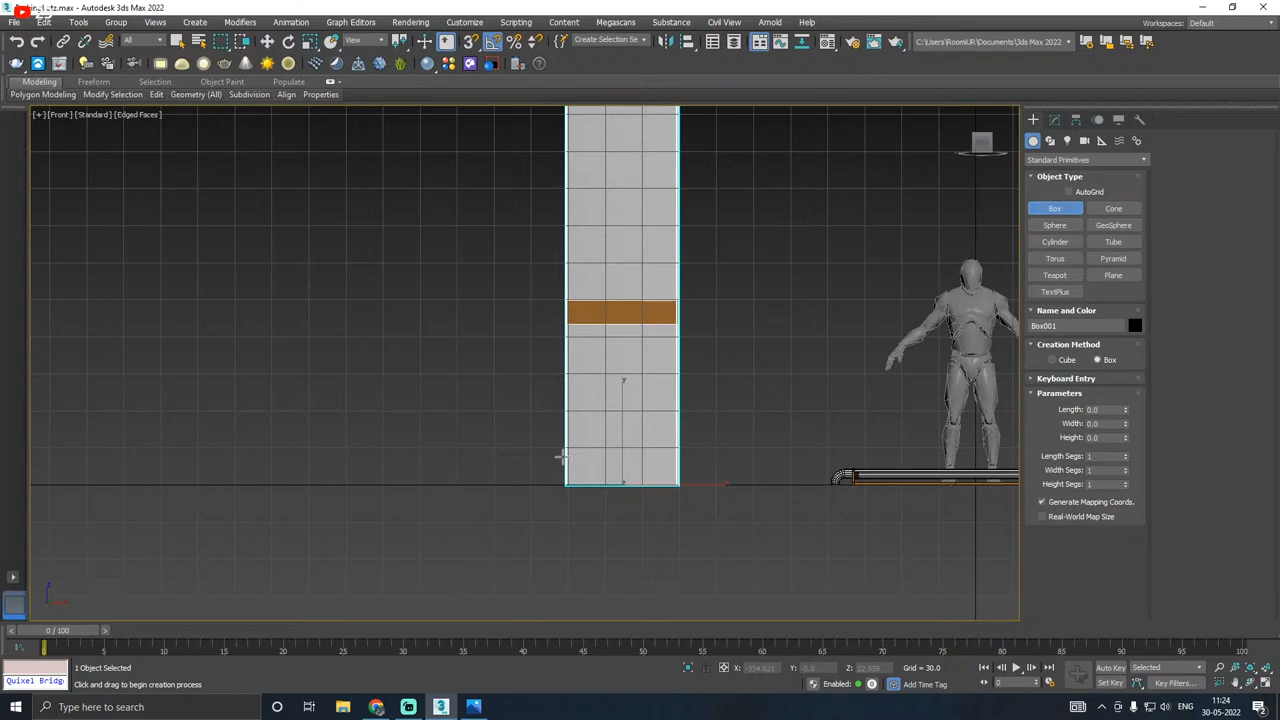 .max - Autodesk 3ds Max 2022
File Edit Tools Group Views Create Modifiers Animation Graph Editors Rendering Customize Scripting Content Megascans Substance Civil View Arnold Help
Workspaces: Default
All View Create Selection Se C:\Users\RoomUR\Documents\3ds Max 2022
Modeling Freeform Selection Object Paint Populate
Polygon Modeling Modify Selection Edit Geometry (All) Subdivision Align Properties
[+] [Front] [Standard] [Edged Faces]
Standard Primitives
Object Type
AutoGrid
Box Cone
Sphere GeoSphere
Cylinder Tube
Torus Pyramid
Teapot Plane
TextPlus
Name and Color
Box001
Creation Method
Cube Box
Keyboard Entry
Parameters
Length: 0.0
Width: 0.0
Height: 0.0
Length Segs: 1
Width Segs: 1
Height Segs: 1
Generate Mapping Coords.
Real-World Map Size
y
z
0 / 100
0 5 10 15 20 25 30 35 40 45 50 55 60 65 70 75 80 85 90 95 100
1 Object Selected
X: -334.621 Y: -0.0 Z: 22.959 Grid = 30.0
Auto Key Selected
Quixel Bridg
Click and drag to begin creation process
Enabled: Add Time Tag
0
Set Key Key Filters...
Type here to search
ENG
11:24
30-05-2022